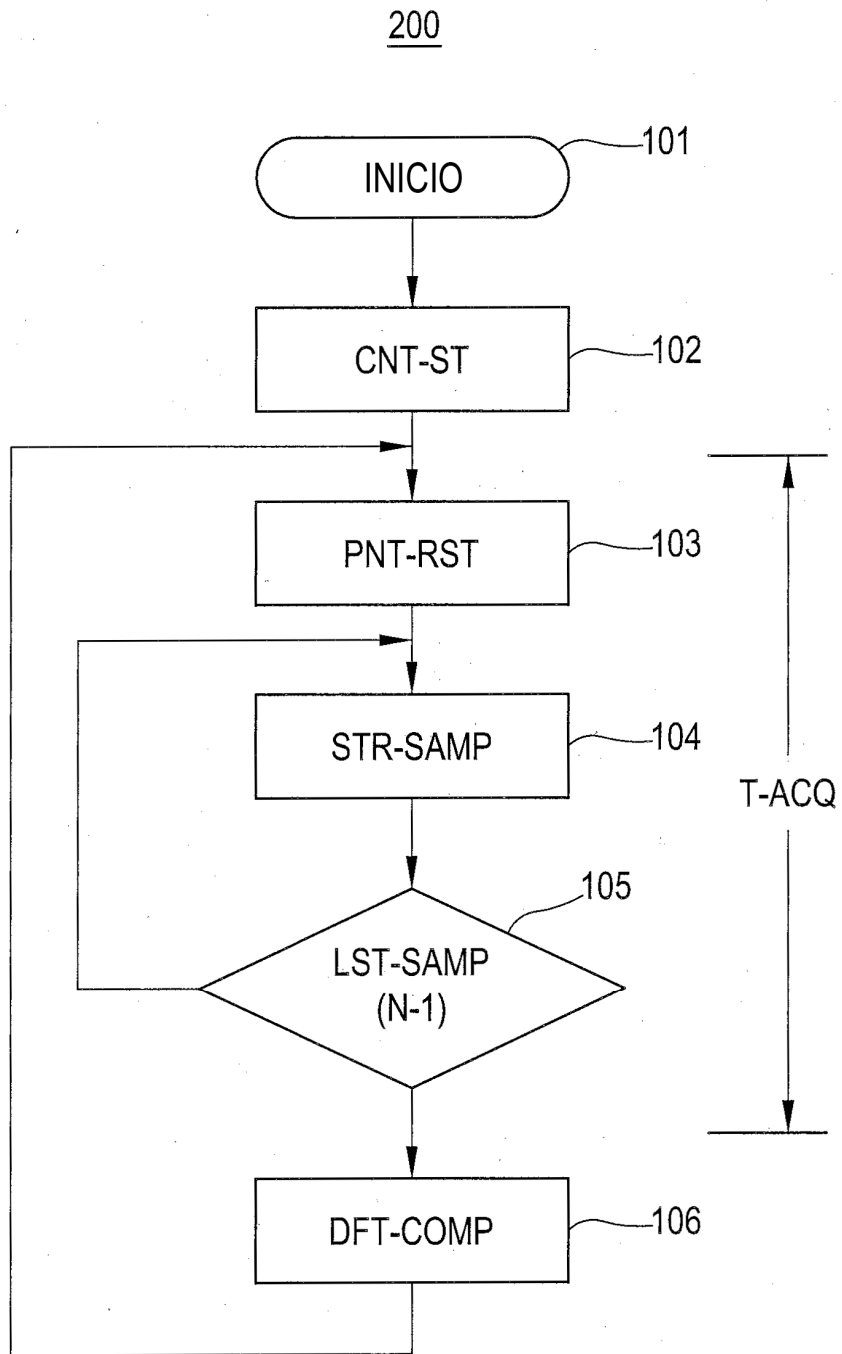 200
INICIO
101
CNT-ST
102
PNT-RST
103
STR-SAMP
104
T-ACQ
105
LST-SAMP
(N-1)
DFT-COMP
106